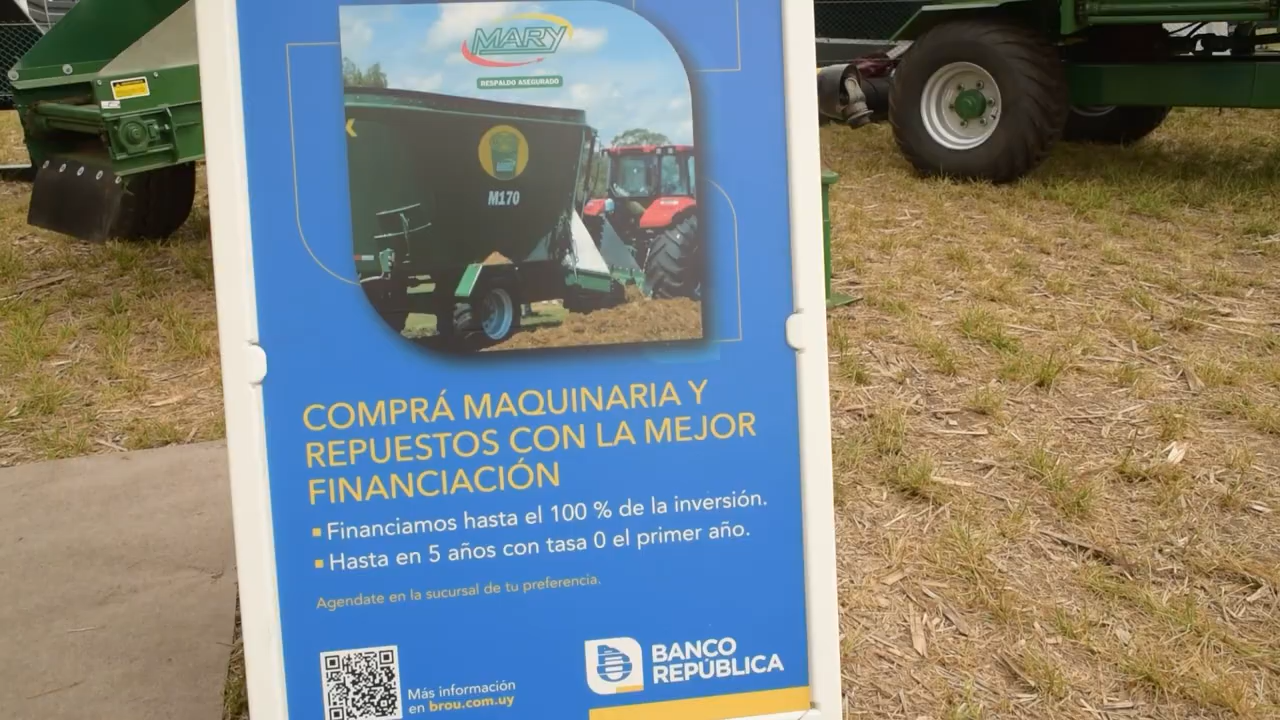 MARY
RESPALDO ASEGURADO
M170
COMPRÁ MAQUINARIA Y
REPUESTOS CON LA MEJOR
FINANCIACIÓN
Financiamos hasta el 100 % de la inversión.
Hasta en 5 años con tasa 0 el primer año.
Agendate en la sucursal de tu preferencia.
Más información
en brou.com.uy
BANCO
REPÚBLICA